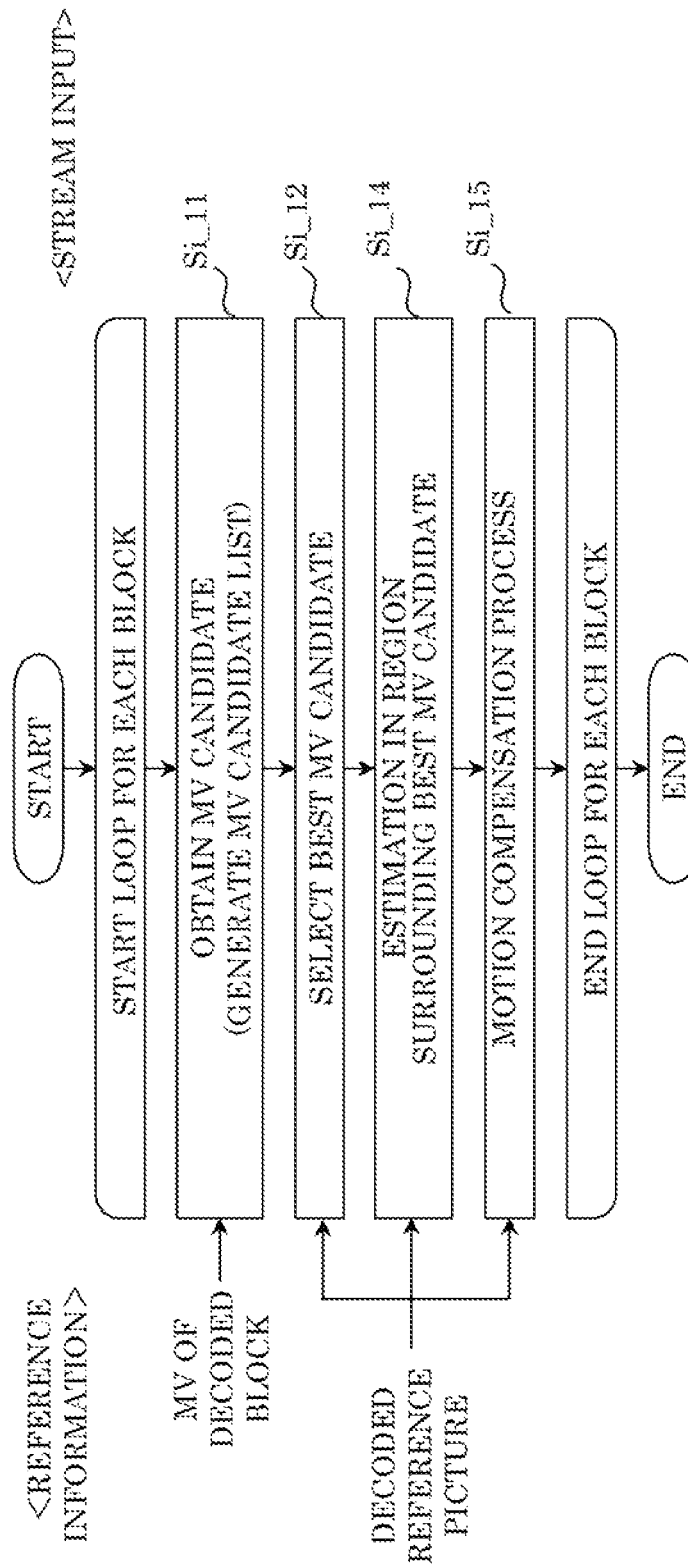 <REFERENCE
INFORMATION>
<STREAM INPUT>
START
START LOOP FOR EACH BLOCK
MV OF
DECODED
BLOCK
OBTAIN MV CANDIDATE
(GENERATE MV CANDIDATE LIST)
Si_11
SELECT BEST MV CANDIDATE
Si_12
DECODED
REFERENCE
PICTURE
ESTIMATION IN REGION
SURROUNDING BEST MV CANDIDATE
Si_14
MOTION COMPENSATION PROCESS
Si_15
END LOOP FOR EACH BLOCK
END